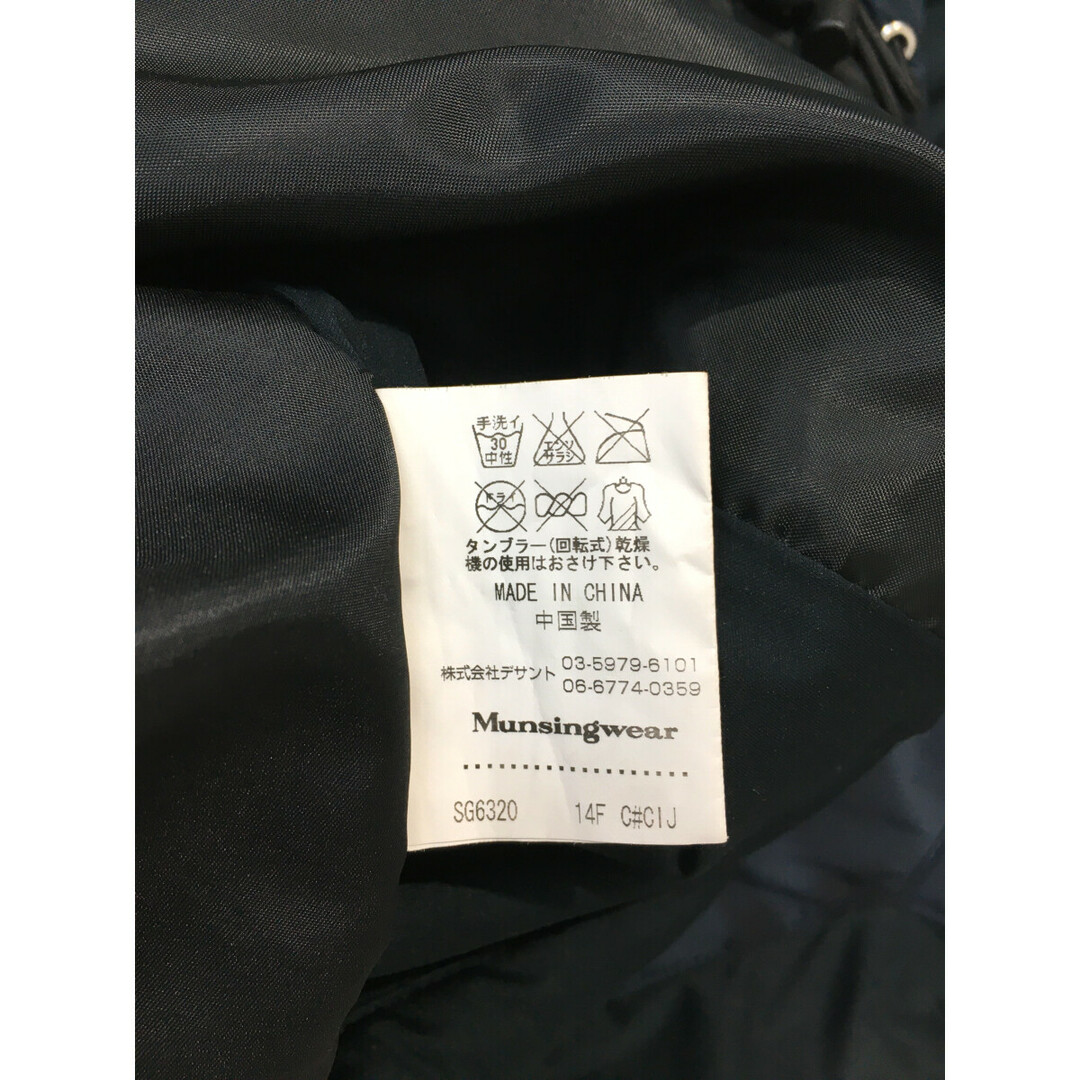 手洗イ
30
中性
エンソ
サラシ
ドライ
タンブラー(回転式)乾燥
機の使用はおさけ下さい。
MADE IN CHINA
中国製
株式会社デサント 03-5979-6101
06-6774-0359
Munsingwear
SG6320 14F C#CIJ